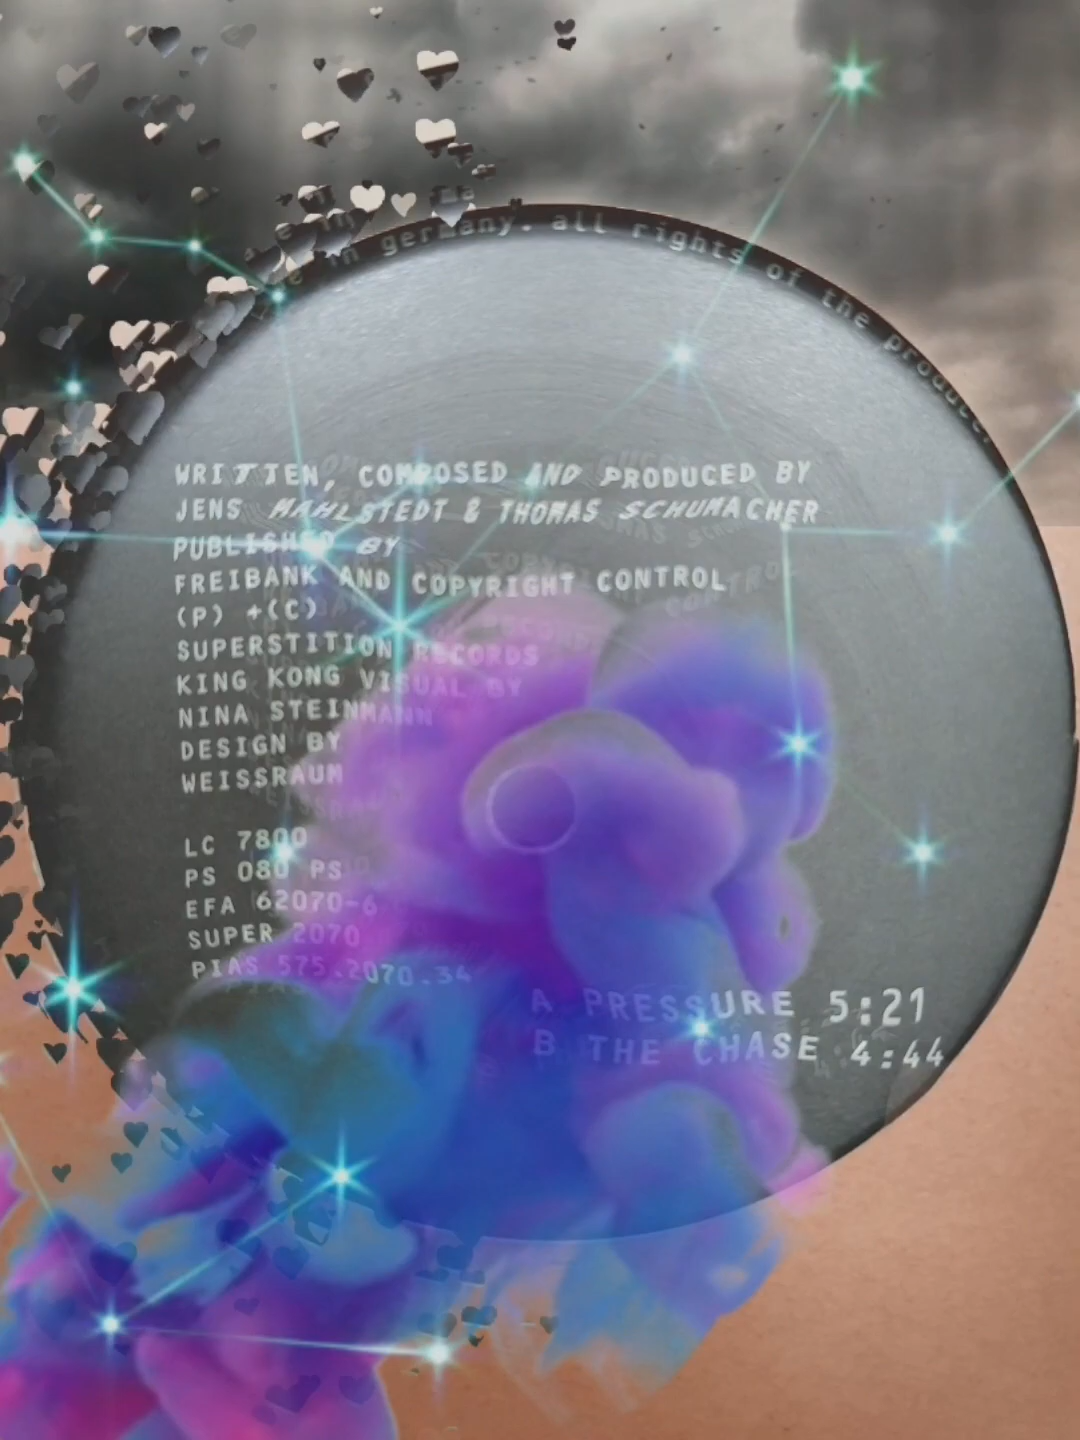 e in germany. all rights of the produc
WRITTEN, COMPOSED AND PRODUCED BY
JENS MAHLSTEDT & THOMAS SCHUMACHER
PUBLISHED BY
FREIBANK AND COPYRIGHT CONTROL
(P) +(C)
SUPERSTITION RECORDS
KING KONG VISUAL BY
NINA STEINMANN
DESIGN BY
WEISSRAUM
LC 7800
PS 080 PS
EFA 62070-6
SUPER 2070
PIAS 575.2070.34
A PRESSURE 5:21
B THE CHASE 4:44